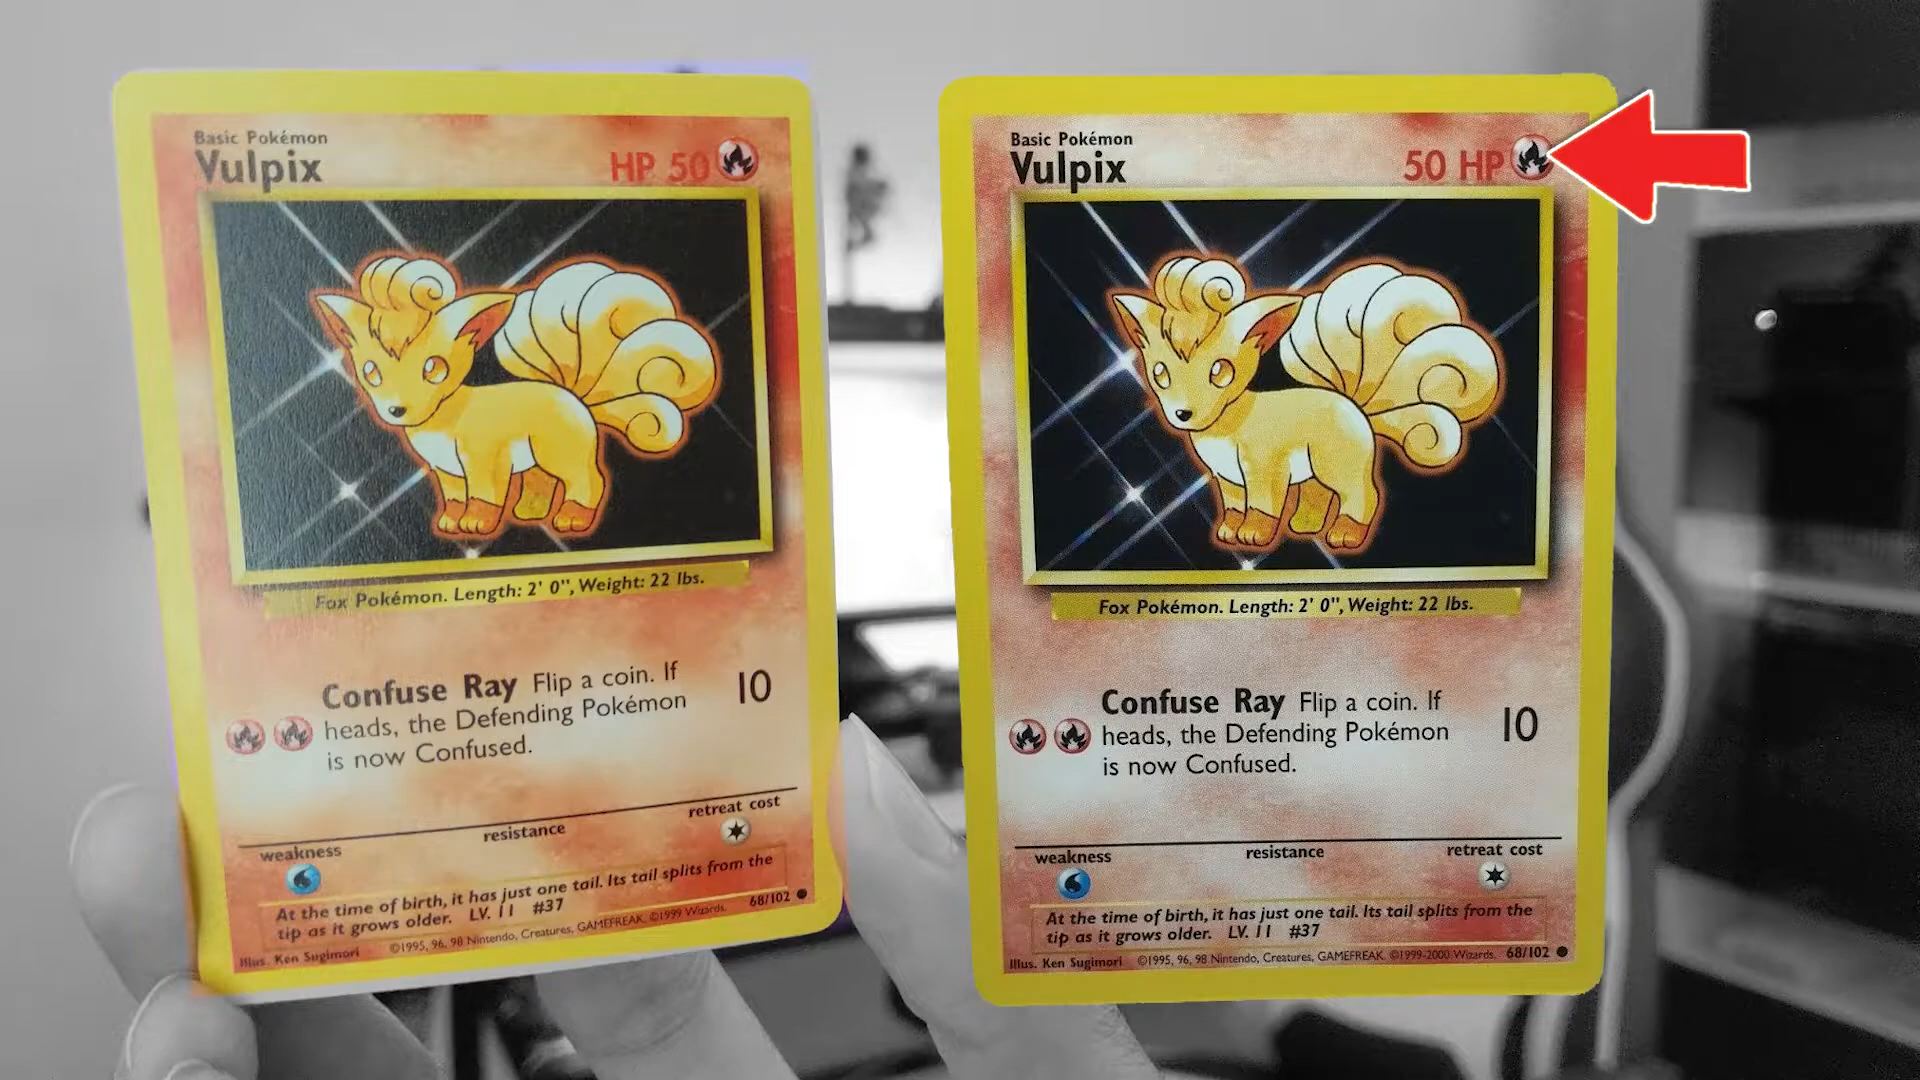 Basic Pokémon
Vulpix
HP 50
Fox Pokémon. Length: 2' 0", Weight: 22 lbs.
Confuse Ray Flip a coin. If
heads, the Defending Pokémon
is now Confused.
10
weakness
resistance
retreat cost
At the time of birth, it has just one tail. Its tail splits from the
tip as it grows older. LV. 11 #37
Illus. Ken Sugimori ©1995, 96, 98 Nintendo, Creatures, GAMEFREAK. ©1999 Wizards. 68/102
Basic Pokémon
Vulpix
50 HP
Fox Pokémon. Length: 2' 0", Weight: 22 lbs.
Confuse Ray Flip a coin. If
heads, the Defending Pokémon
is now Confused.
10
weakness
resistance
retreat cost
At the time of birth, it has just one tail. Its tail splits from the
tip as it grows older. LV. 11 #37
Illus. Ken Sugimori ©1995, 96, 98 Nintendo, Creatures, GAMEFREAK. ©1999-2000 Wizards. 68/102